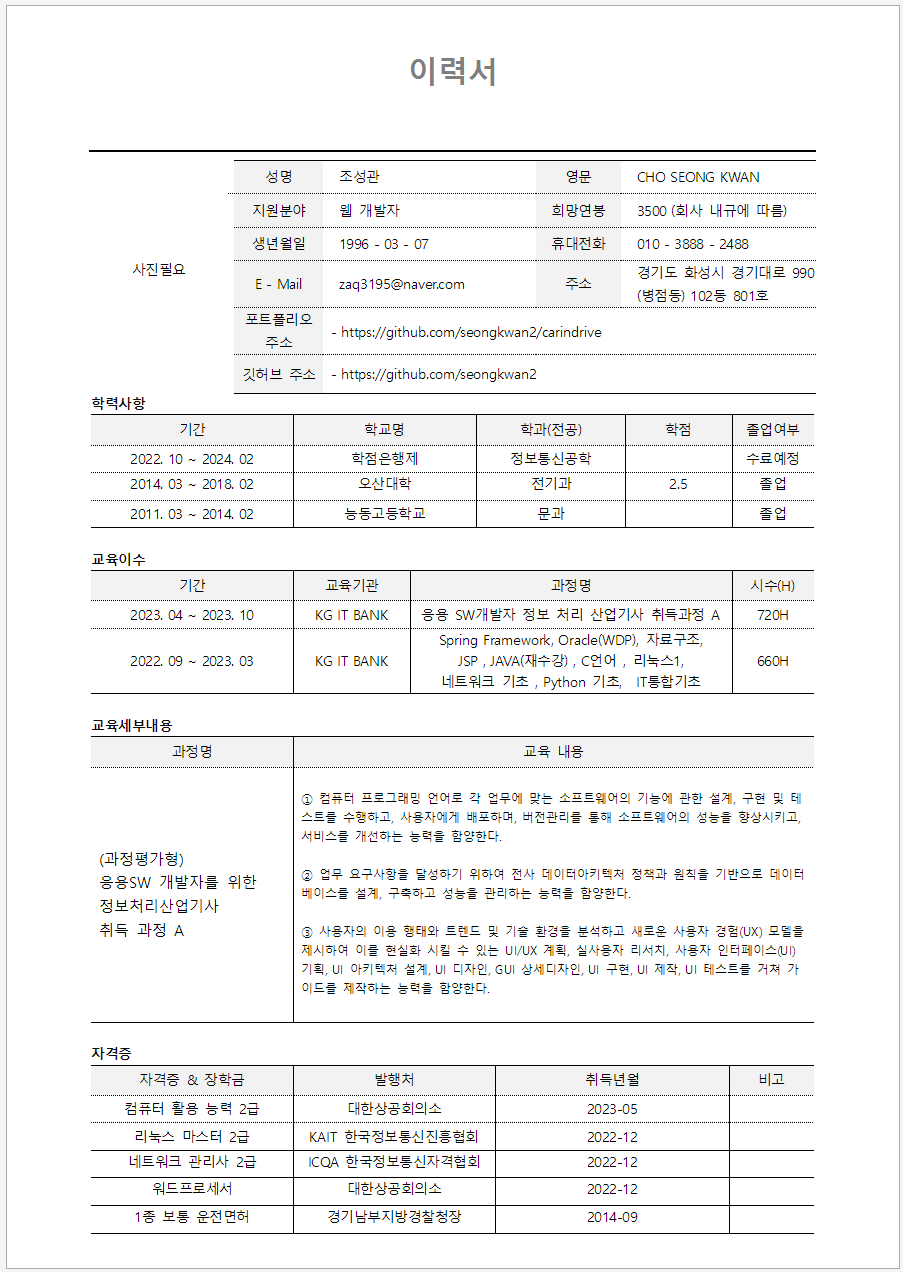 이력서
성명 조성관 영문 CHO SEONG KWAN
지원분야 웹 개발자 희망연봉 3500 (회사 내규에 따름)
생년월일 1996 - 03 - 07 휴대전화 010 - 3888 - 2488
사진필요
E - Mail zaq3195@naver.com 주소 경기도 화성시 경기대로 990
(병점동) 102동 801호
포트폴리오
주소 - https://github.com/seongkwan2/carindrive
깃허브 주소 - https://github.com/seongkwan2
학력사항
기간 학교명 학과(전공) 학점 졸업여부
2022. 10 ~ 2024. 02 학점은행제 정보통신공학 수료예정
2014. 03 ~ 2018. 02 오산대학 전기과 2.5 졸업
2011. 03 ~ 2014. 02 능동고등학교 문과 졸업
교육이수
기간 교육기관 과정명 시수(H)
2023. 04 ~ 2023. 10 KG IT BANK 응용 SW개발자 정보 처리 산업기사 취득과정 A 720H
2022. 09 ~ 2023. 03 KG IT BANK Spring Framework, Oracle(WDP), 자료구조,
JSP , JAVA(재수강) , C언어 , 리눅스1,
네트워크 기초 , Python 기초, IT통합기초 660H
교육세부내용
과정명 교육 내용
(과정평가형)
응용SW 개발자를 위한
정보처리산업기사
취득 과정 A
① 컴퓨터 프로그래밍 언어로 각 업무에 맞는 소프트웨어의 기능에 관한 설계, 구현 및 테
스트를 수행하고, 사용자에게 배포하며, 버전관리를 통해 소프트웨어의 성능을 향상시키고,
서비스를 개선하는 능력을 함양한다.
② 업무 요구사항을 달성하기 위하여 전사 데이터아키텍처 정책과 원칙을 기반으로 데이터
베이스를 설계, 구축하고 성능을 관리하는 능력을 함양한다.
③ 사용자의 이용 행태와 트렌드 및 기술 환경을 분석하고 새로운 사용자 경험(UX) 모델을
제시하여 이를 현실화 시킬 수 있는 UI/UX 계획, 실사용자 리서치, 사용자 인터페이스(UI)
기획, UI 아키텍처 설계, UI 디자인, GUI 상세디자인, UI 구현, UI 제작, UI 테스트를 거쳐 가
이드를 제작하는 능력을 함양한다.
자격증
자격증 & 장학금 발행처 취득년월 비고
컴퓨터 활용 능력 2급 대한상공회의소 2023-05
리눅스 마스터 2급 KAIT 한국정보통신진흥협회 2022-12
네트워크 관리사 2급 ICQA 한국정보통신자격협회 2022-12
워드프로세서 대한상공회의소 2022-12
1종 보통 운전면허 경기남부지방경찰청장 2014-09